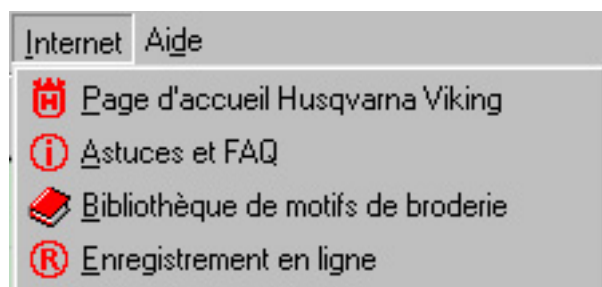 Internet Aide
Page d'accueil Husqvarna Viking
Astuces et FAQ
Bibliothèque de motifs de broderie
Enregistrement en ligne